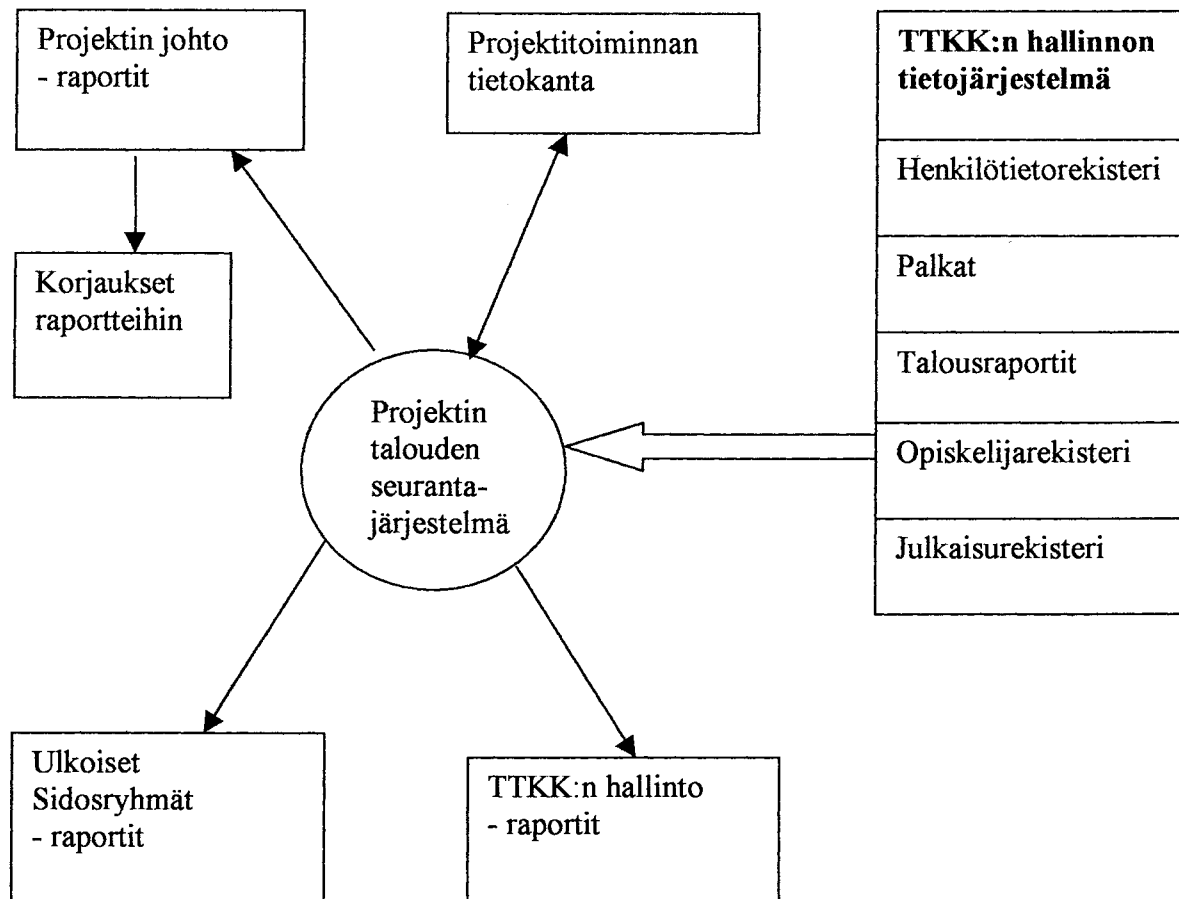 Projektin johto
- raportit
Projektitoiminnan
tietokanta
TTKK:n hallinnon
tietojärjestelmä
Henkilötietorekisteri
Palkat
Talousraportit
Opiskelijarekisteri
Julkaisurekisteri
Korjaukset
raportteihin
Projektin
talouden
seuranta-
järjestelmä
Ulkoiset
Sidosryhmät
- raportit
TTKK:n hallinto
- raportit